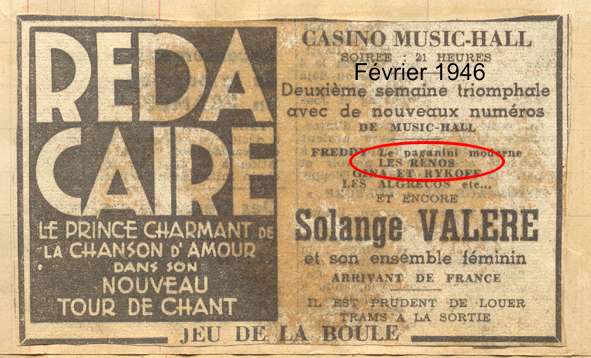 REDA
CAIRE
LE PRINCE CHARMANT DE
LA CHANSON D'AMOUR
DANS SON
NOUVEAU
TOUR DE CHANT
CASINO MUSIC-HALL
SOIREE : 21 HEURES
Février 1946
Deuxième semaine triomphale
avec de nouveaux numéros
DE MUSIC-HALL
FREDDY Le paganini moderne
LES RENOS
GINA ET RYKOFF
LES ALGRECOS etc...
ET ENCORE
Solange VALERE
et son ensemble féminin
ARRIVANT DE FRANCE
IL EST PRUDENT DE LOUER
TRAMS A LA SORTIE
JEU DE LA BOULE